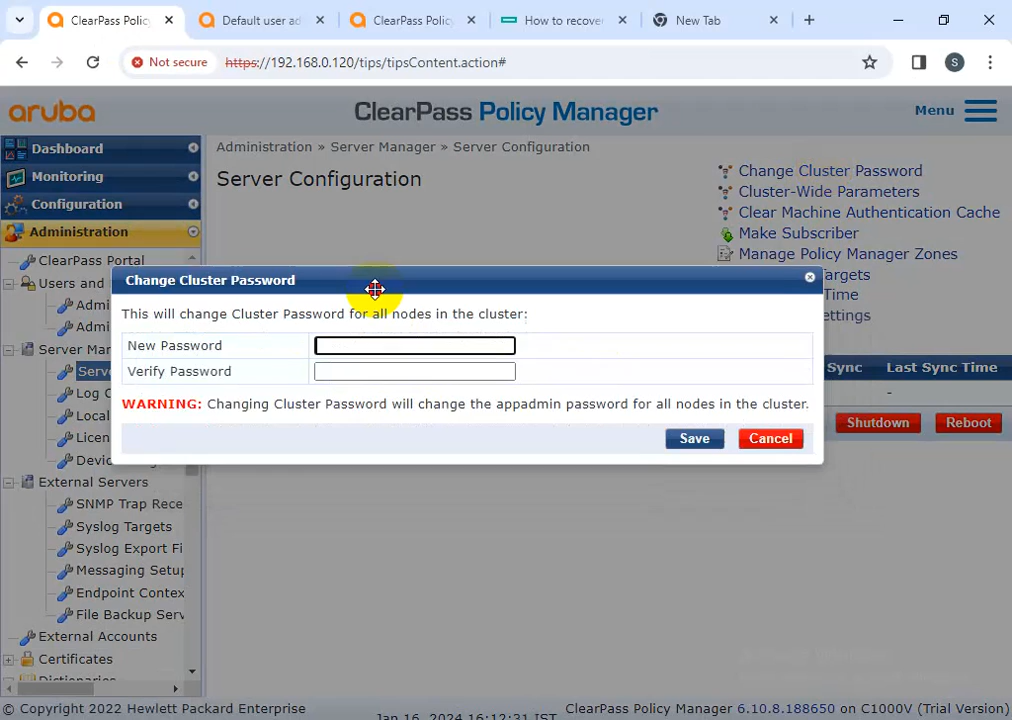 ClearPass Policy
Default user ad
ClearPass Policy
How to recover
New Tab
Not secure
https://192.168.0.120/tips/tipsContent.action#
S
aruba
ClearPass Policy Manager
Menu
Dashboard
Monitoring
Configuration
Administration
ClearPass Portal
Users and
Admi
Admi
Server Man
Serve
Log C
Local
Licen
Devic
External Servers
SNMP Trap Rece
Syslog Targets
Syslog Export Fi
Messaging Setup
Endpoint Contex
File Backup Serv
External Accounts
Certificates
Dictionaries
Administration » Server Manager » Server Configuration
Server Configuration
Change Cluster Password
Cluster-Wide Parameters
Clear Machine Authentication Cache
Make Subscriber
Manage Policy Manager Zones
Targets
Time
ettings
Sync
Last Sync Time
-
Shutdown
Reboot
Change Cluster Password
This will change Cluster Password for all nodes in the cluster:
New Password
Verify Password
WARNING: Changing Cluster Password will change the appadmin password for all nodes in the cluster.
Save
Cancel
© Copyright 2022 Hewlett Packard Enterprise
Jan 16, 2024 16:12:31 IST
ClearPass Policy Manager 6.10.8.188650 on C1000V (Trial Version)